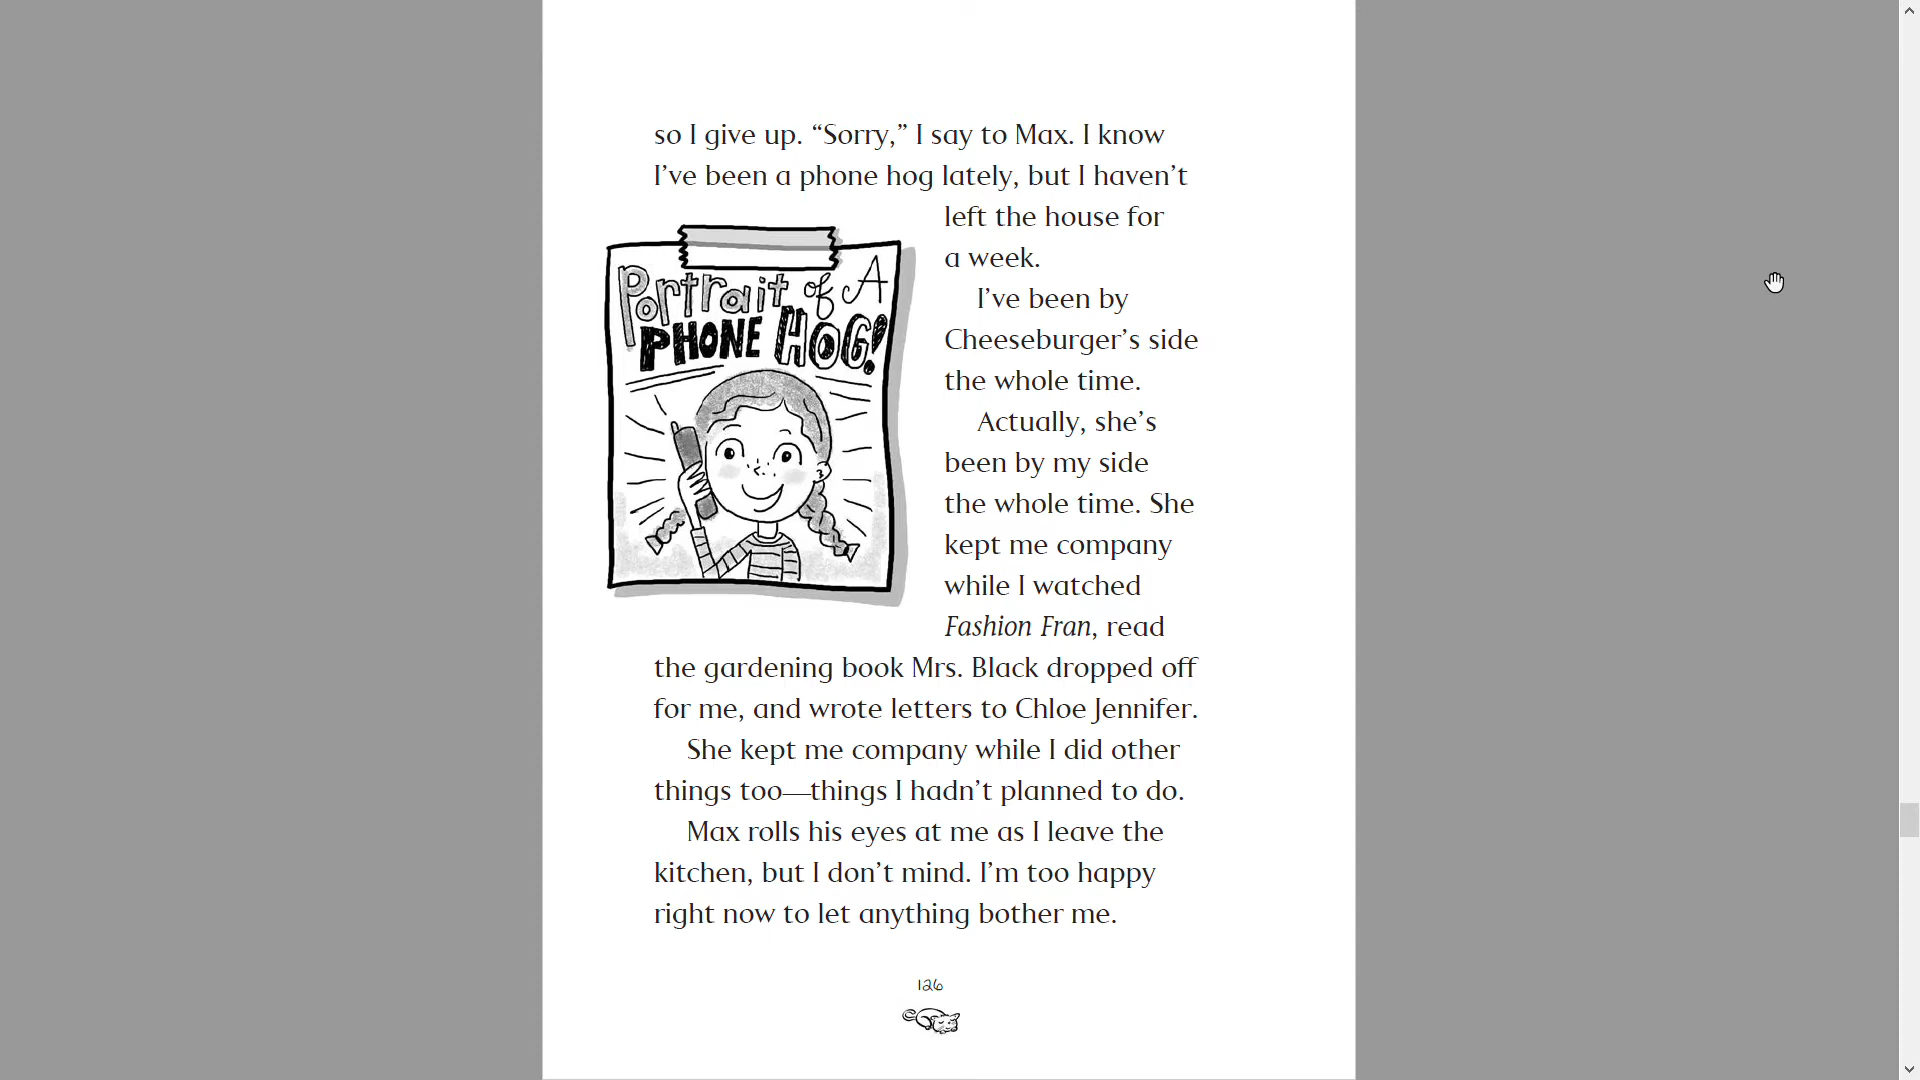 so I give up. “Sorry,” I say to Max. I know
I’ve been a phone hog lately, but I haven’t
left the house for
a week.
I’ve been by
Cheeseburger’s side
the whole time.
Actually, she’s
been by my side
the whole time. She
kept me company
while I watched
Fashion Fran, read
Portrait of A
PHONE HOG!
the gardening book Mrs. Black dropped off
for me, and wrote letters to Chloe Jennifer.
She kept me company while I did other
things too—things I hadn’t planned to do.
Max rolls his eyes at me as I leave the
kitchen, but I don’t mind. I’m too happy
right now to let anything bother me.
126